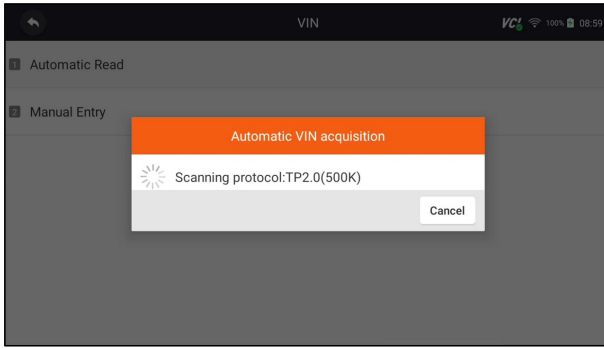 VIN
VCI 100% 08:59
1 Automatic Read
2 Manual Entry
Automatic VIN acquisition
Scanning protocol:TP2.0(500K)
Cancel